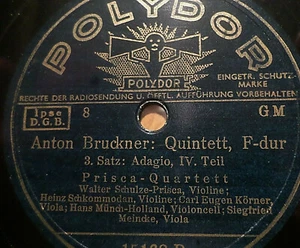 POLYDOR
POLYDOR
EINGETR. SCHUTZ
MARKE
RECHTE DER RADIOSENDUNG U. ÖFFTL. AUFFÜHRUNG VORBEHALTEN
Ipse
D.G.B.
8
GM
Anton Bruckner: Quintett, F-dur
3. Satz: Adagio, IV. Teil
Prisca-Quartett
Walter Schulze-Prisca, Violine;
Heinz Schkommodau, Violine; Carl Eugen Körner,
Viola; Hans Münch-Holland, Violoncell; Siegfried
Meincke, Viola